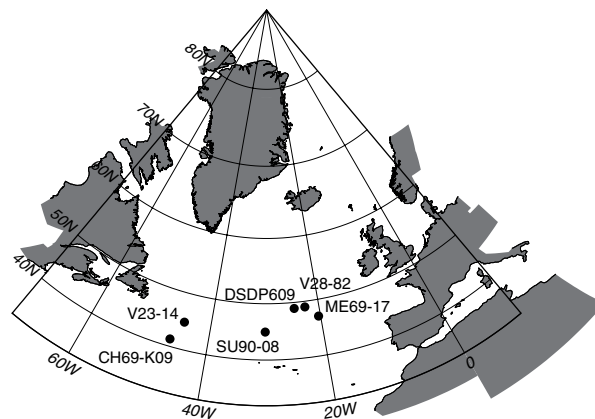 80N
70N
60N
50N
40N
V28-82
DSDP609
ME69-17
V23-14
SU90-08
CH69-K09
60W
0
40W
20W